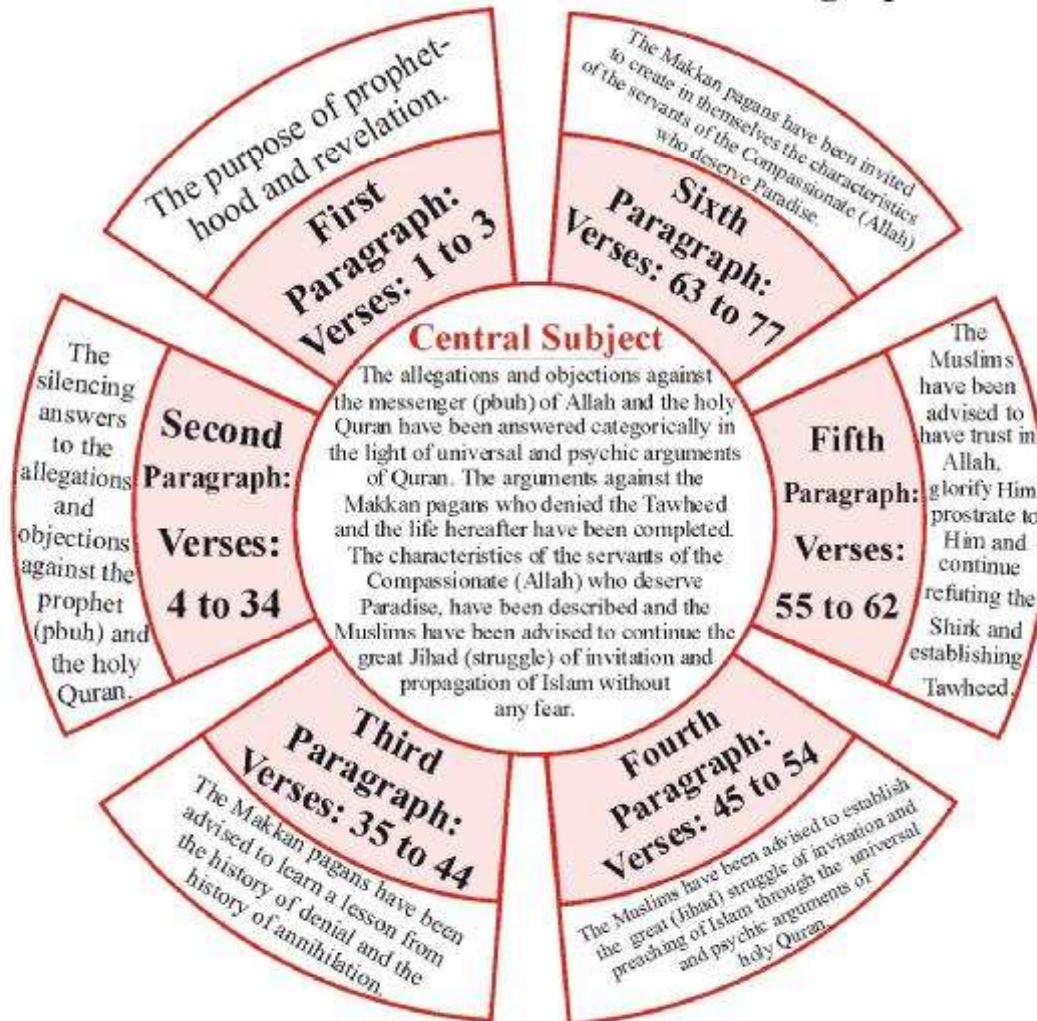 First
Paragraph:
Verses: 1 to 3
The purpose of prophet-
hood and revelation.
Second
Paragraph:
Verses:
4 to 34
The
silencing
answers
to the
allegations
and
objections
against the
prophet
(pbuh) and
the holy
Quran.
Third
Paragraph:
Verses: 35 to 44
The Makkan pagans have been
advised to learn a lesson from
the history of denial and the
history of annihilation.
Fourth
Paragraph:
Verses: 45 to 54
The Muslims have been advised to establish
the great (Jihad) struggle of invitation and
preaching of Islam through the universal
and psychic arguments of
holy Quran.
Fifth
Paragraph:
Verses:
55 to 62
The
Muslims
have been
advised to
have trust in
Allah,
glorify Him
prostrate to
Him and
continue
refuting the
Shirk and
establishing
Tawheed.
Sixth
Paragraph:
Verses: 63 to 77
The Makkan pagans have been invited
to create in themselves the characteristics
of the servants of the Compassionate (Allah)
who deserve Paradise.
Central Subject
The allegations and objections against
the messenger (pbuh) of Allah and the holy
Quran have been answered categorically in
the light of universal and psychic arguments
of Quran. The arguments against the
Makkan pagans who denied the Tawheed
and the life hereafter have been completed.
The characteristics of the servants of the
Compassionate (Allah) who deserve
Paradise, have been described and the
Muslims have been advised to continue the
great Jihad (struggle) of invitation and
propagation of Islam without
any fear.